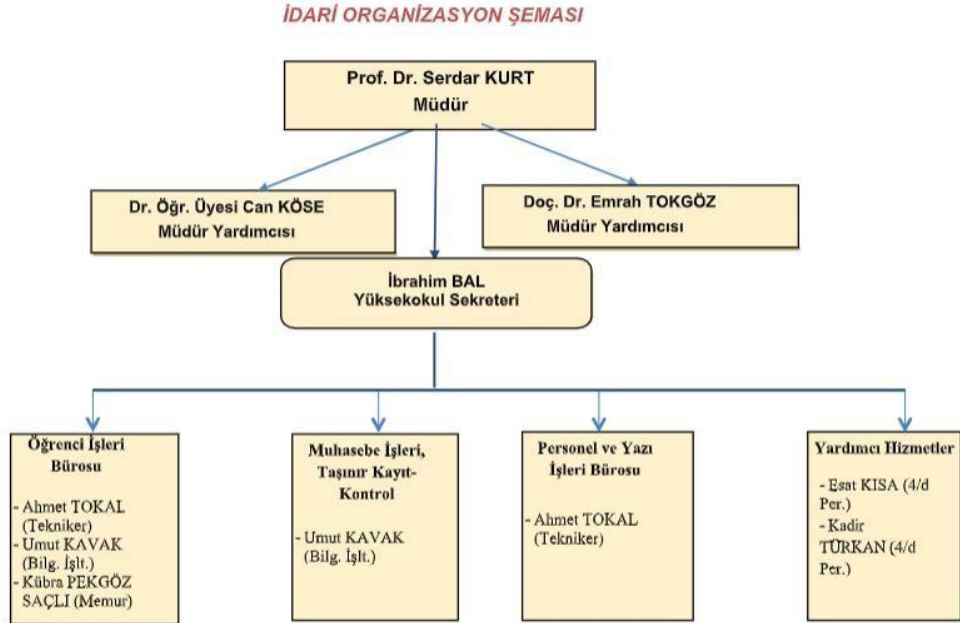 İDARİ ORGANİZASYON ŞEMASI
Prof. Dr. Serdar KURT
Müdür
Dr. Öğr. Üyesi Can KÖSE
Müdür Yardımcısı
Doç. Dr. Emrah TOKGÖZ
Müdür Yardımcısı
İbrahim BAL
Yüksekokul Sekreteri
Öğrenci İşleri
Bürosu
- Ahmet TOKAL
(Tekniker)
- Umut KAVAK
(Bilg. İşlt.)
- Kübra PEKGÖZ
SAÇLI (Memur)
Muhasebe İşleri,
Taşınır Kayıt-
Kontrol
- Umut KAVAK
(Bilg. İşlt.)
Personel ve Yazı
İşleri Bürosu
- Ahmet TOKAL
(Tekniker)
Yardımcı Hizmetler
- Esat KISA (4/d
Per.)
- Kadir
TÜRKAN (4/d
Per.)